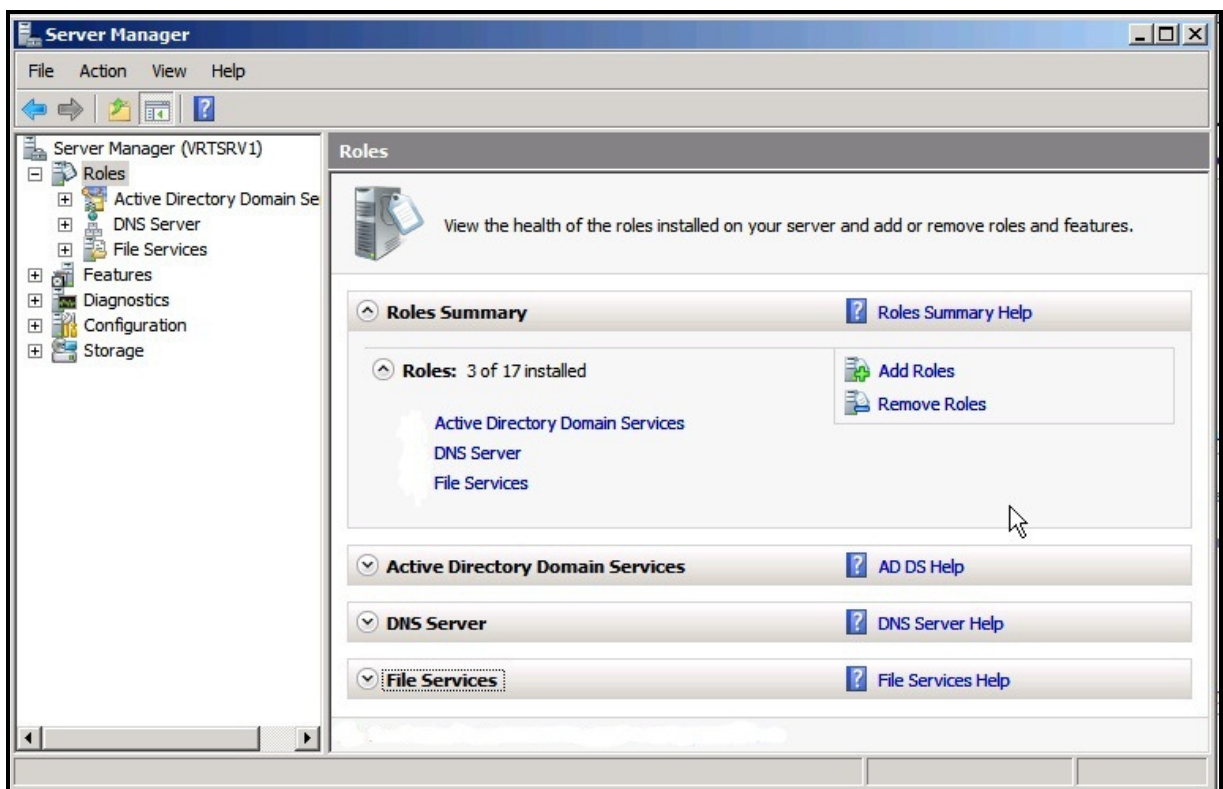 Server Manager
File Action View Help
Server Manager (VRTSRV1)
Roles
Active Directory Domain Se
DNS Server
File Services
Features
Diagnostics
Configuration
Storage
Roles
View the health of the roles installed on your server and add or remove roles and features.
Roles Summary
Roles Summary Help
Roles: 3 of 17 installed
Add Roles
Remove Roles
Active Directory Domain Services
DNS Server
File Services
Active Directory Domain Services
AD DS Help
DNS Server
DNS Server Help
File Services
File Services Help